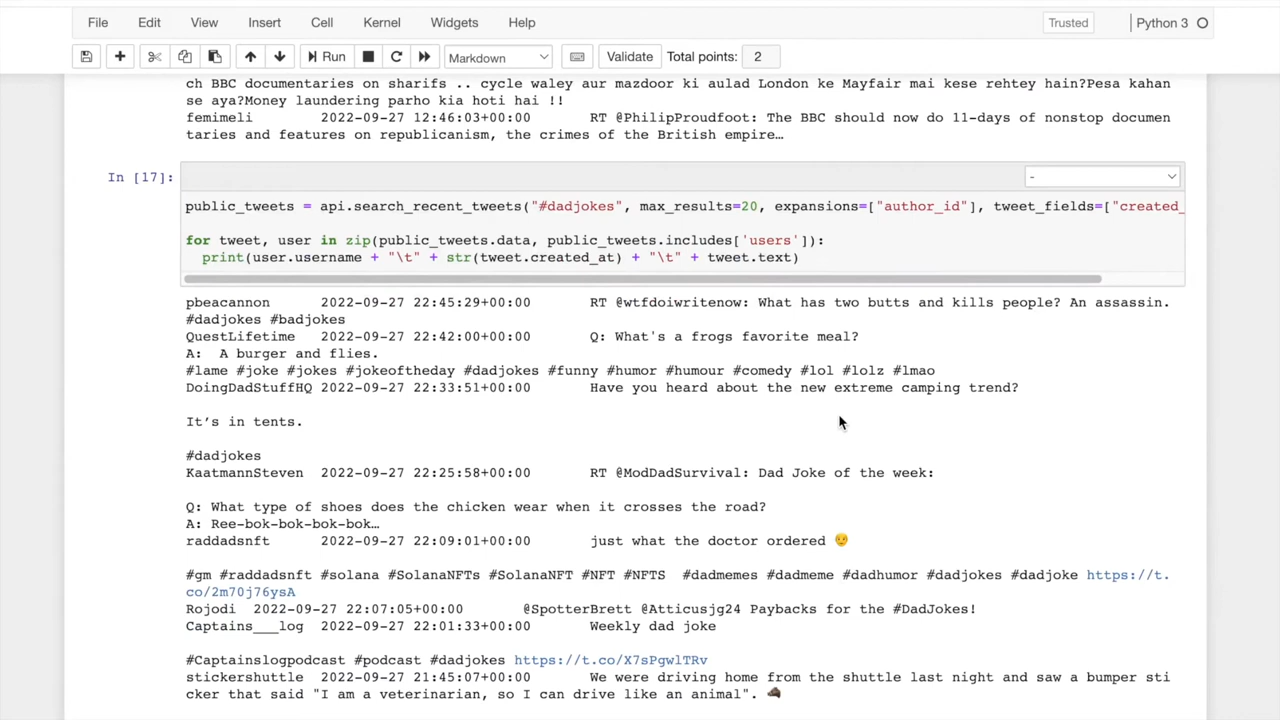 File Edit View Insert Cell Kernel Widgets Help Trusted Python 3
Run Markdown Validate Total points: 2
ch BBC documentaries on sharifs .. cycle waley aur mazdoor ki aulad London ke Mayfair mai kese rehtey hain?Pesa kahan
se aya?Money laundering parho kia hoti hai !!
femimeli 2022-09-27 12:46:03+00:00 RT @PhilipProudfoot: The BBC should now do 11-days of nonstop documen
taries and features on republicanism, the crimes of the British empire…
In [17]: -
public_tweets = api.search_recent_tweets("#dadjokes", max_results=20, expansions=["author_id"], tweet_fields=["created_
for tweet, user in zip(public_tweets.data, public_tweets.includes['users']):
print(user.username + "\t" + str(tweet.created_at) + "\t" + tweet.text)
pbeacannon 2022-09-27 22:45:29+00:00 RT @wtfdoiwritenow: What has two butts and kills people? An assassin.
#dadjokes #badjokes
QuestLifetime 2022-09-27 22:42:00+00:00 Q: What's a frogs favorite meal?
A:  A burger and flies.
#lame #joke #jokes #jokeoftheday #dadjokes #funny #humor #humour #comedy #lol #lolz #lmao
DoingDadStuffHQ 2022-09-27 22:33:51+00:00 Have you heard about the new extreme camping trend?
It’s in tents.
#dadjokes
KaatmannSteven 2022-09-27 22:25:58+00:00 RT @ModDadSurvival: Dad Joke of the week:
Q: What type of shoes does the chicken wear when it crosses the road?
A: Ree-bok-bok-bok-bok…
raddadsnft 2022-09-27 22:09:01+00:00 just what the doctor ordered 👨‍🦲
#gm #raddadsnft #solana #SolanaNFTs #SolanaNFT #NFT #NFTS  #dadmemes #dadmeme #dadhumor #dadjokes #dadjoke https://t.
co/2m70j76ysA
Rojodi 2022-09-27 22:07:05+00:00 @SpotterBrett @Atticusjg24 Paybacks for the #DadJokes!
Captains___log 2022-09-27 22:01:33+00:00 Weekly dad joke
#Captainslogpodcast #podcast #dadjokes https://t.co/X7sPgwlTRv
stickershuttle 2022-09-27 21:45:07+00:00 We were driving home from the shuttle last night and saw a bumper sti
cker that said "I am a veterinarian, so I can drive like an animal".